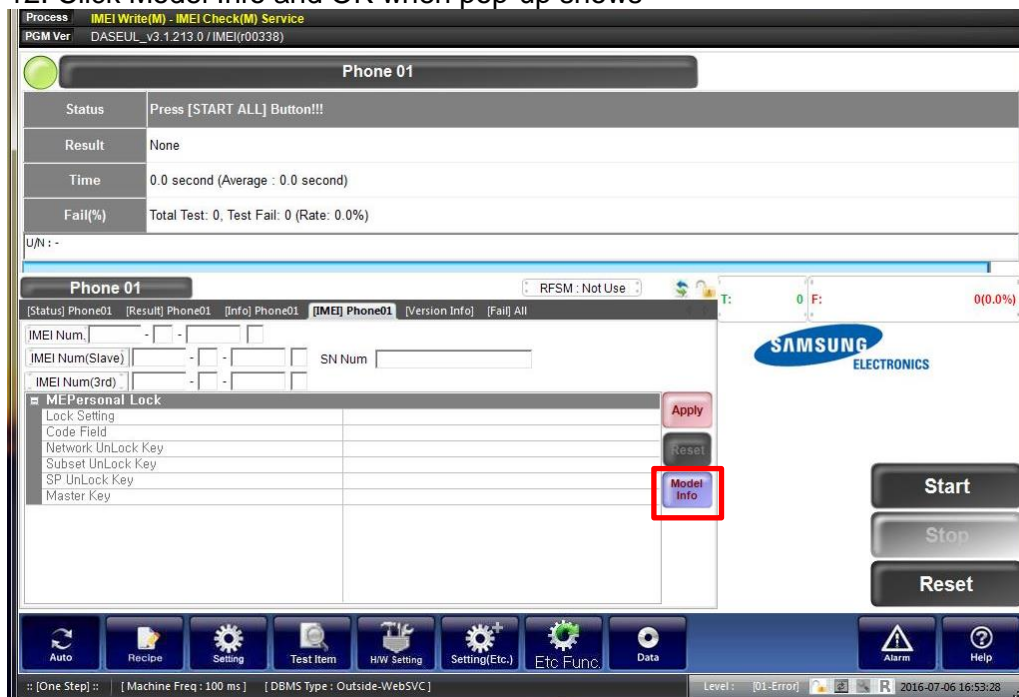 12. Click Model Info and OK when pop-up shows
Process IMEI Write(M) - IMEI Check(M) Service
PGM Ver DASEUL_v3.1.213.0 / IMEI(r00338)
Phone 01
Status Press [START ALL] Button!!!
Result None
Time 0.0 second (Average : 0.0 second)
Fail(%) Total Test: 0, Test Fail: 0 (Rate: 0.0%)
U/N : -
Phone 01 RFSM : Not Use T: 0 F: 0(0.0%)
[Status] Phone01 [Result] Phone01 [Info] Phone01 [IMEI] Phone01 [Version Info] [Fail] All
IMEI Num. - -
IMEI Num(Slave) - - SN Num
IMEI Num(3rd) - -
SAMSUNG
ELECTRONICS
MEPersonal Lock
Lock Setting
Code Field
Network UnLock Key
Subset UnLock Key
SP UnLock Key
Master Key
Apply
Reset
Model
Info
Start
Stop
Reset
Auto Recipe Setting Test Item H/W Setting Setting(Etc.) Etc Func. Data Alarm Help
:: [One Step] :: [ Machine Freq : 100 ms ] [ DBMS Type : Outside-WebSVC ] Level : [01-Error] R 2016-07-06 16:53:28